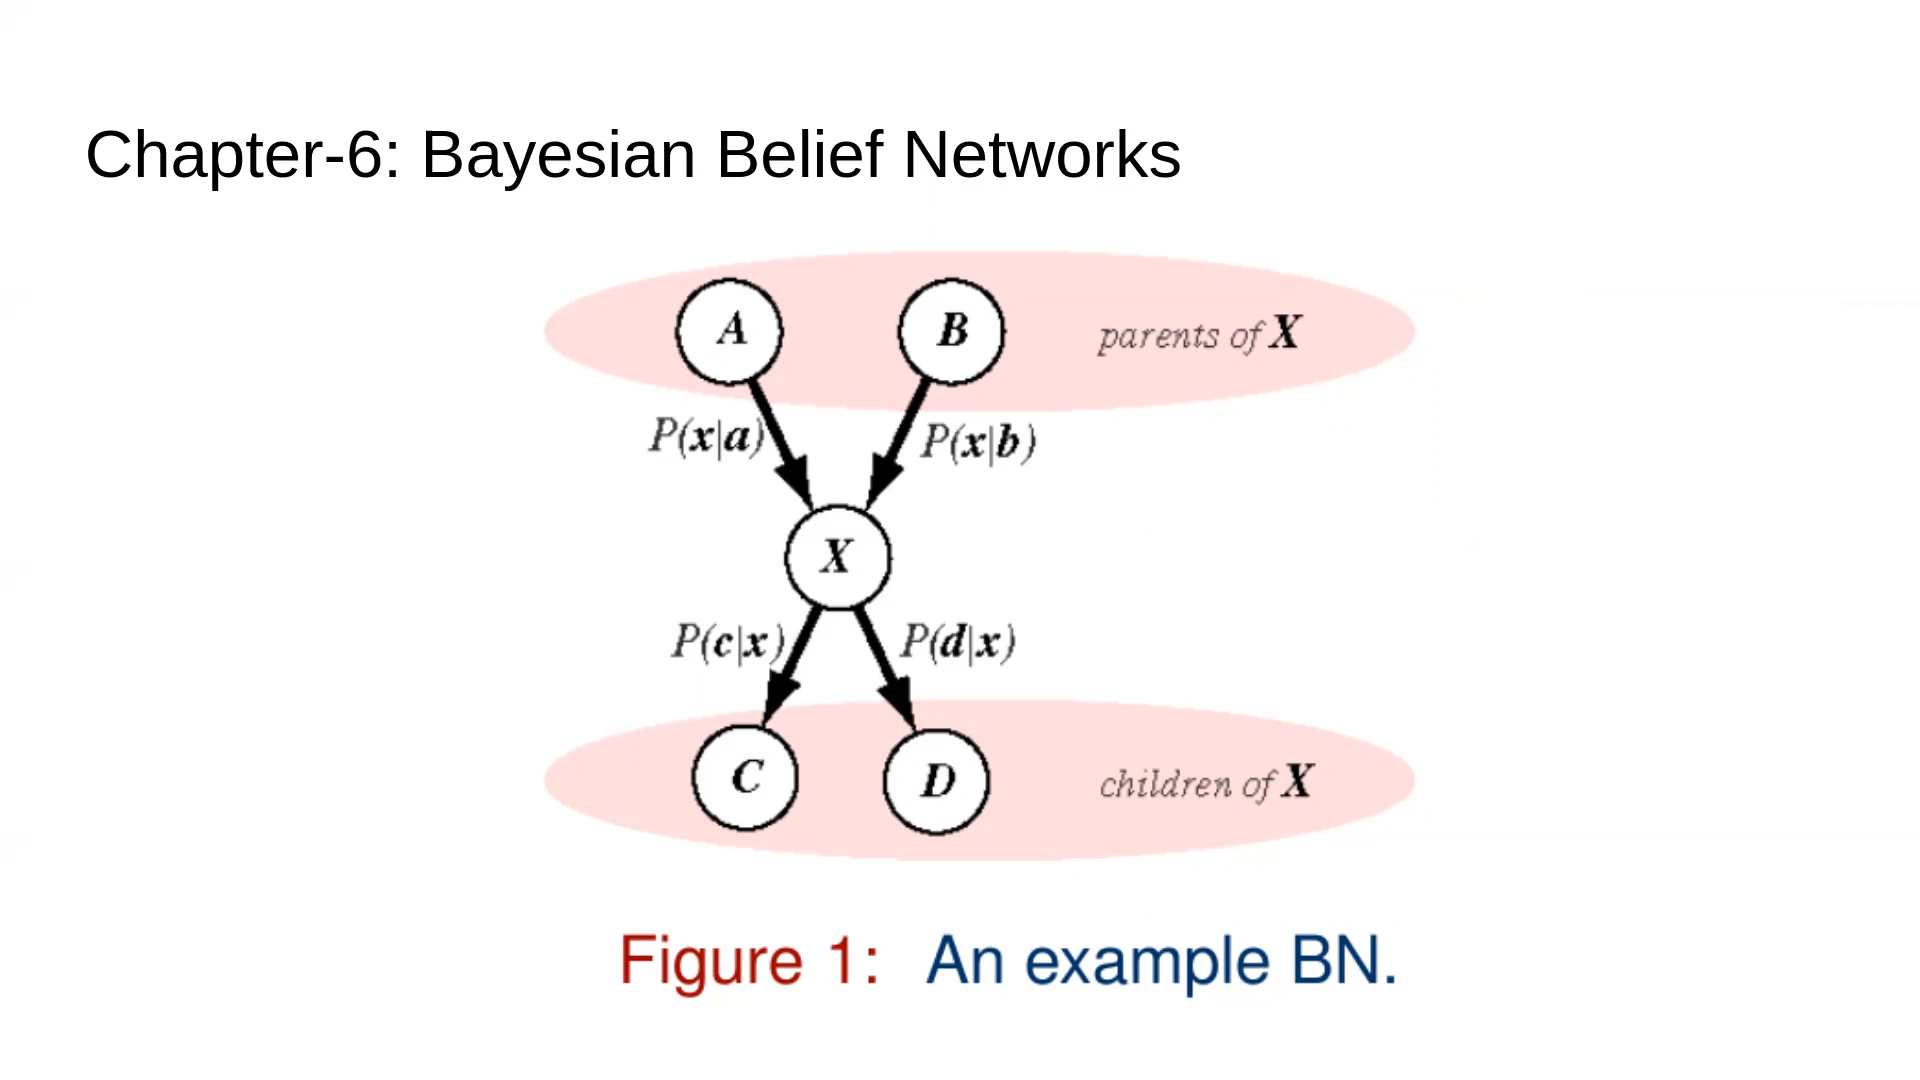 Chapter-6: Bayesian Belief Networks
A
B
parents of X
P(x|a)
P(x|b)
X
P(c|x)
P(d|x)
C
D
children of X
Figure 1: An example BN.